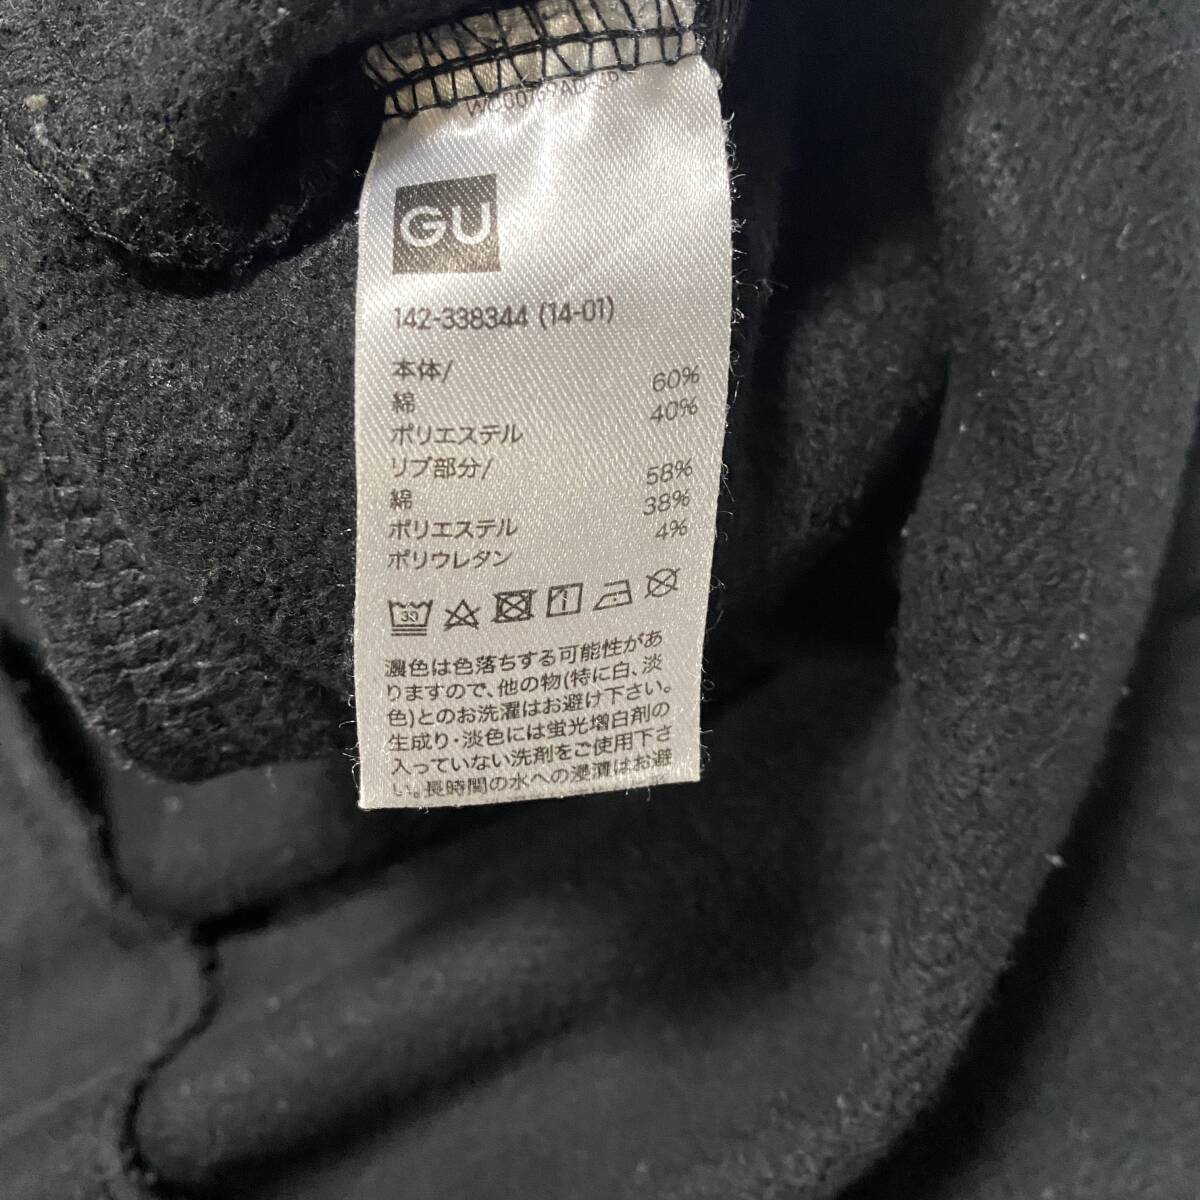 GU
142-338344 (14-01)
本体/
綿 60%
ポリエステル 40%
リブ部分/
綿 58%
ポリエステル 38%
ポリウレタン 4%
30
濃色は色落ちする可能性があ
りますので、他の物(特に白、淡
色)とのお洗濯はお避け下さい。
生成り・淡色には蛍光増白剤の
入っていない洗剤をご使用下さ
い。長時間の水への浸漬はお避